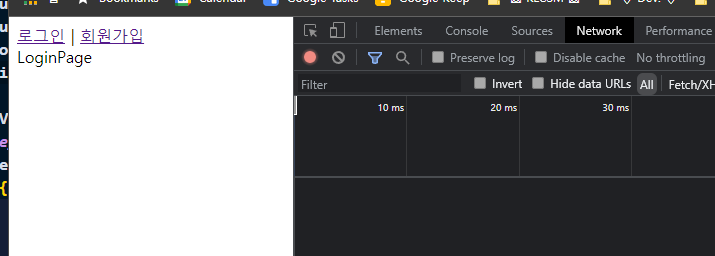 Bookmarks Calendar Google Tasks Google Keep
로그인 | 회원가입
LoginPage
Elements Console Sources Network Performance
Preserve log Disable cache No throttling
Filter Invert Hide data URLs All Fetch/XH
10 ms 20 ms 30 ms